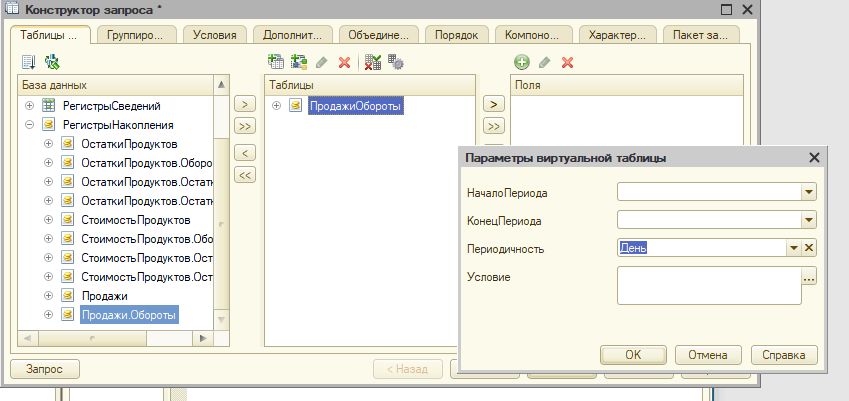 Конструктор запроса *
Таблицы ...
Группиро...
Условия
Дополнит...
Объедине...
Порядок
Компоно...
Характер...
Пакет за...
База данных
РегистрыСведений
РегистрыНакопления
ОстаткиПродуктов
ОстаткиПродуктов.Оборо
ОстаткиПродуктов.Остатк
ОстаткиПродуктов.Остатк
СтоимостьПродуктов
СтоимостьПродуктов.Обо
СтоимостьПродуктов.Ост
СтоимостьПродуктов.Ост
Продажи
Продажи.Обороты
Таблицы
ПродажиОбороты
Поля
Параметры виртуальной таблицы
НачалоПериода
КонецПериода
Периодичность
День
Условие
...
OK
Отмена
Справка
Запрос
< Назад